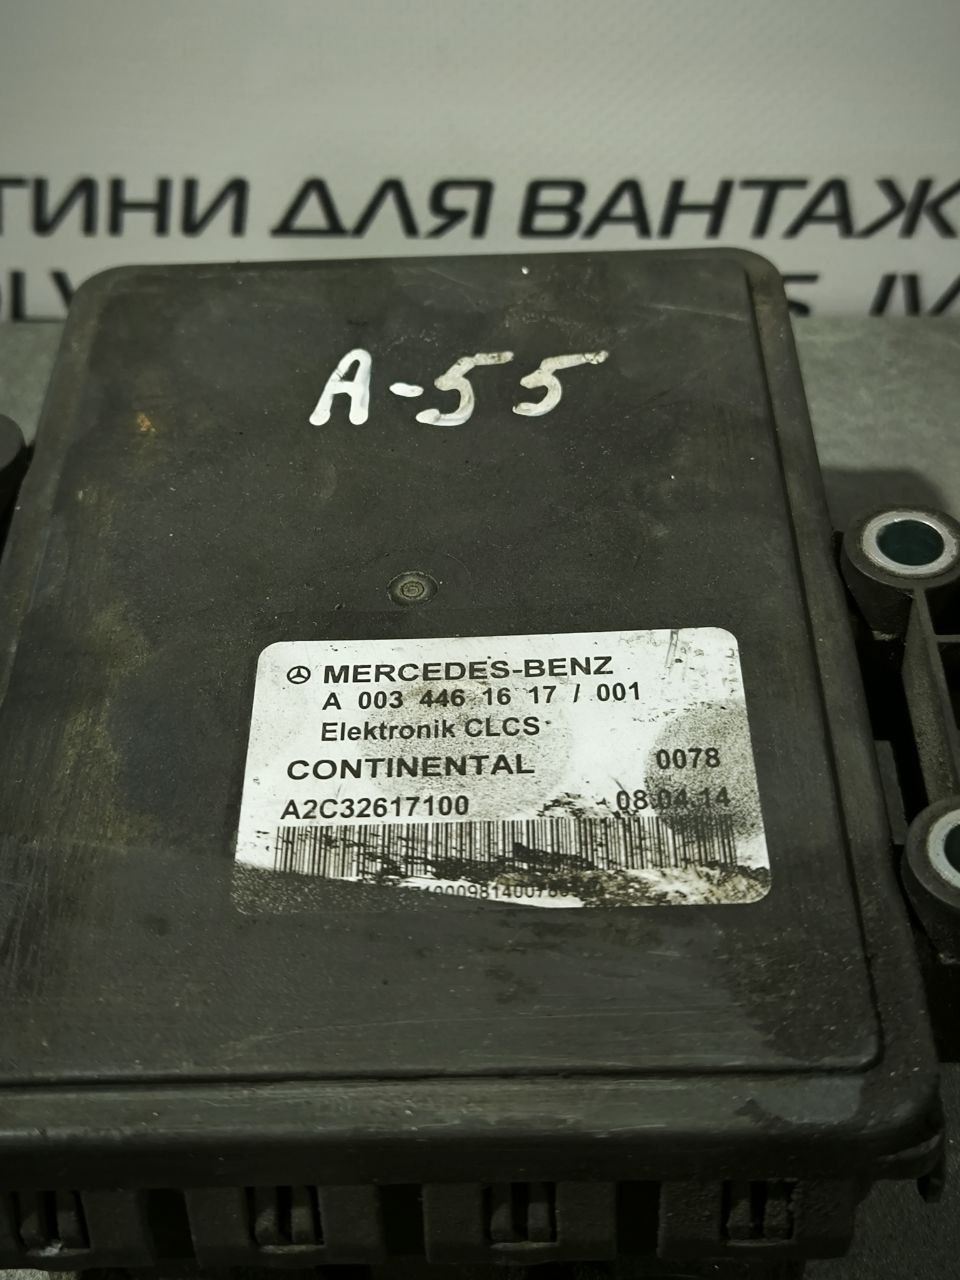 ТИНИ ДЛЯ ВАНТАЖ
A-55
MERCEDES-BENZ
A 003 446 16 17 / 001
Elektronik CLCS
CONTINENTAL 0078
A2C32617100 08.04.14